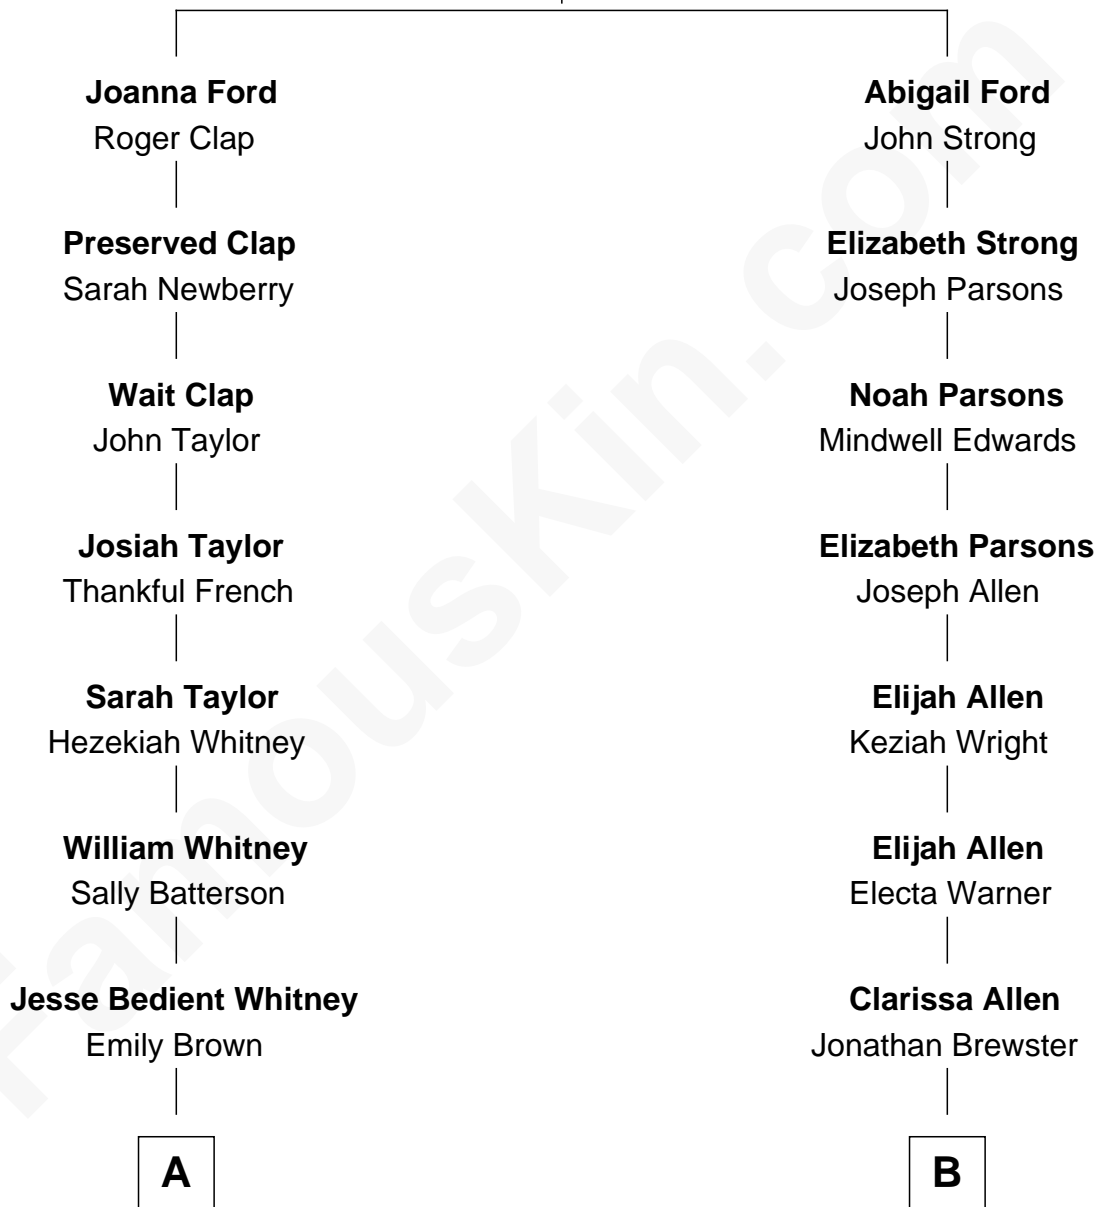 Joanna Ford
Roger Clap
Preserved Clap
Sarah Newberry
Wait Clap
John Taylor
Josiah Taylor
Thankful French
Sarah Taylor
Hezekiah Whitney
William Whitney
Sally Batterson
Jesse Bedient Whitney
Emily Brown
A
Abigail Ford
John Strong
Elizabeth Strong
Joseph Parsons
Noah Parsons
Mindwell Edwards
Elizabeth Parsons
Joseph Allen
Elijah Allen
Keziah Wright
Elijah Allen
Electa Warner
Clarissa Allen
Jonathan Brewster
B
FamousKin.com